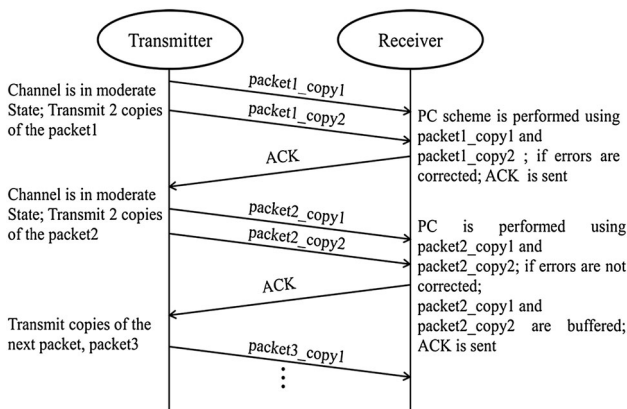 Transmitter
Receiver
packet1_copy1
Channel is in moderate
State; Transmit 2 copies
of the packet1
packet1_copy2
PC scheme is performed using
packet1_copy1 and
packet1_copy2 ; if errors are
corrected; ACK is sent
ACK
Channel is in moderate
State; Transmit 2 copies
of the packet2
packet2_copy1
packet2_copy2
PC is performed using
packet2_copy1 and
packet2_copy2; if errors are not
corrected;
packet2_copy1 and
packet2_copy2 are buffered;
ACK is sent
ACK
Transmit copies of the
next packet, packet3
packet3_copy1